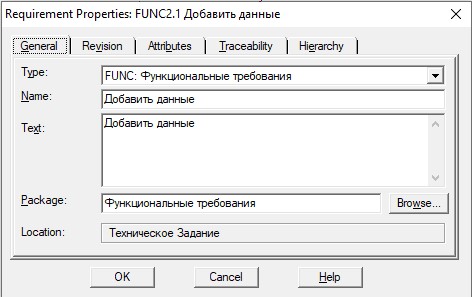 Requirement Properties: FUNC2.1 Добавить данные
General Revision Attributes Traceability Hierarchy
Type: FUNC: Функциональные требования
Name: Добавить данные
Text: Добавить данные
Package: Функциональные требования Browse...
Location: Техническое Задание
OK Cancel Help